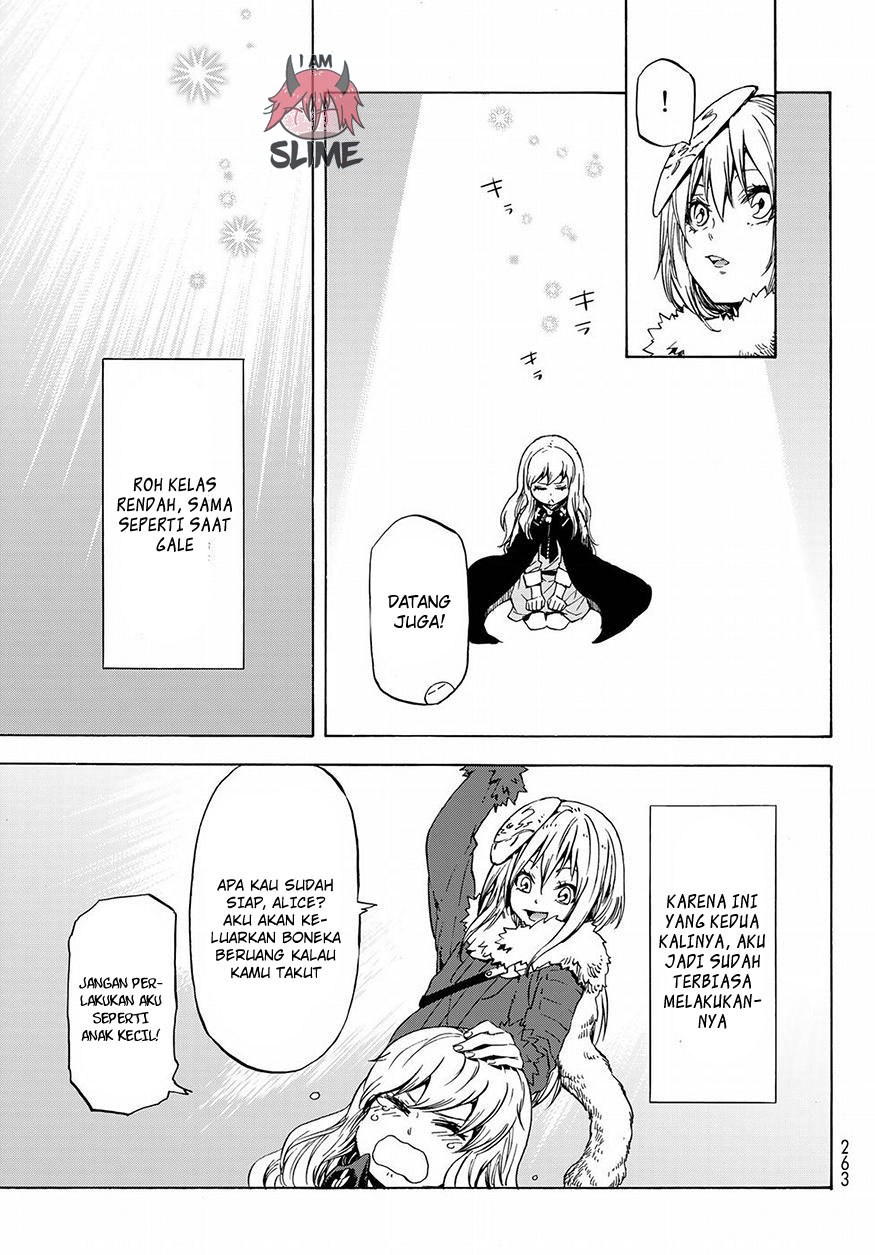 I AM
SLIME
!
キラ
キラ
キラ
DATANG
JUGA!
ROH KELAS
RENDAH, SAMA
SEPERTI SAAT
GALE
KARENA INI
YANG KEDUA
KALINYA, AKU
JADI SUDAH
TERBIASA
MELAKUKAN-
NYA
APA KAU SUDAH
SIAP, ALICE?
AKU AKAN KE-
LUARKAN BONEKA
BERUANG KALAU
KAMU TAKUT
JANGAN PER-
LAKUKAN AKU
SEPERTI
ANAK KECIL!
263